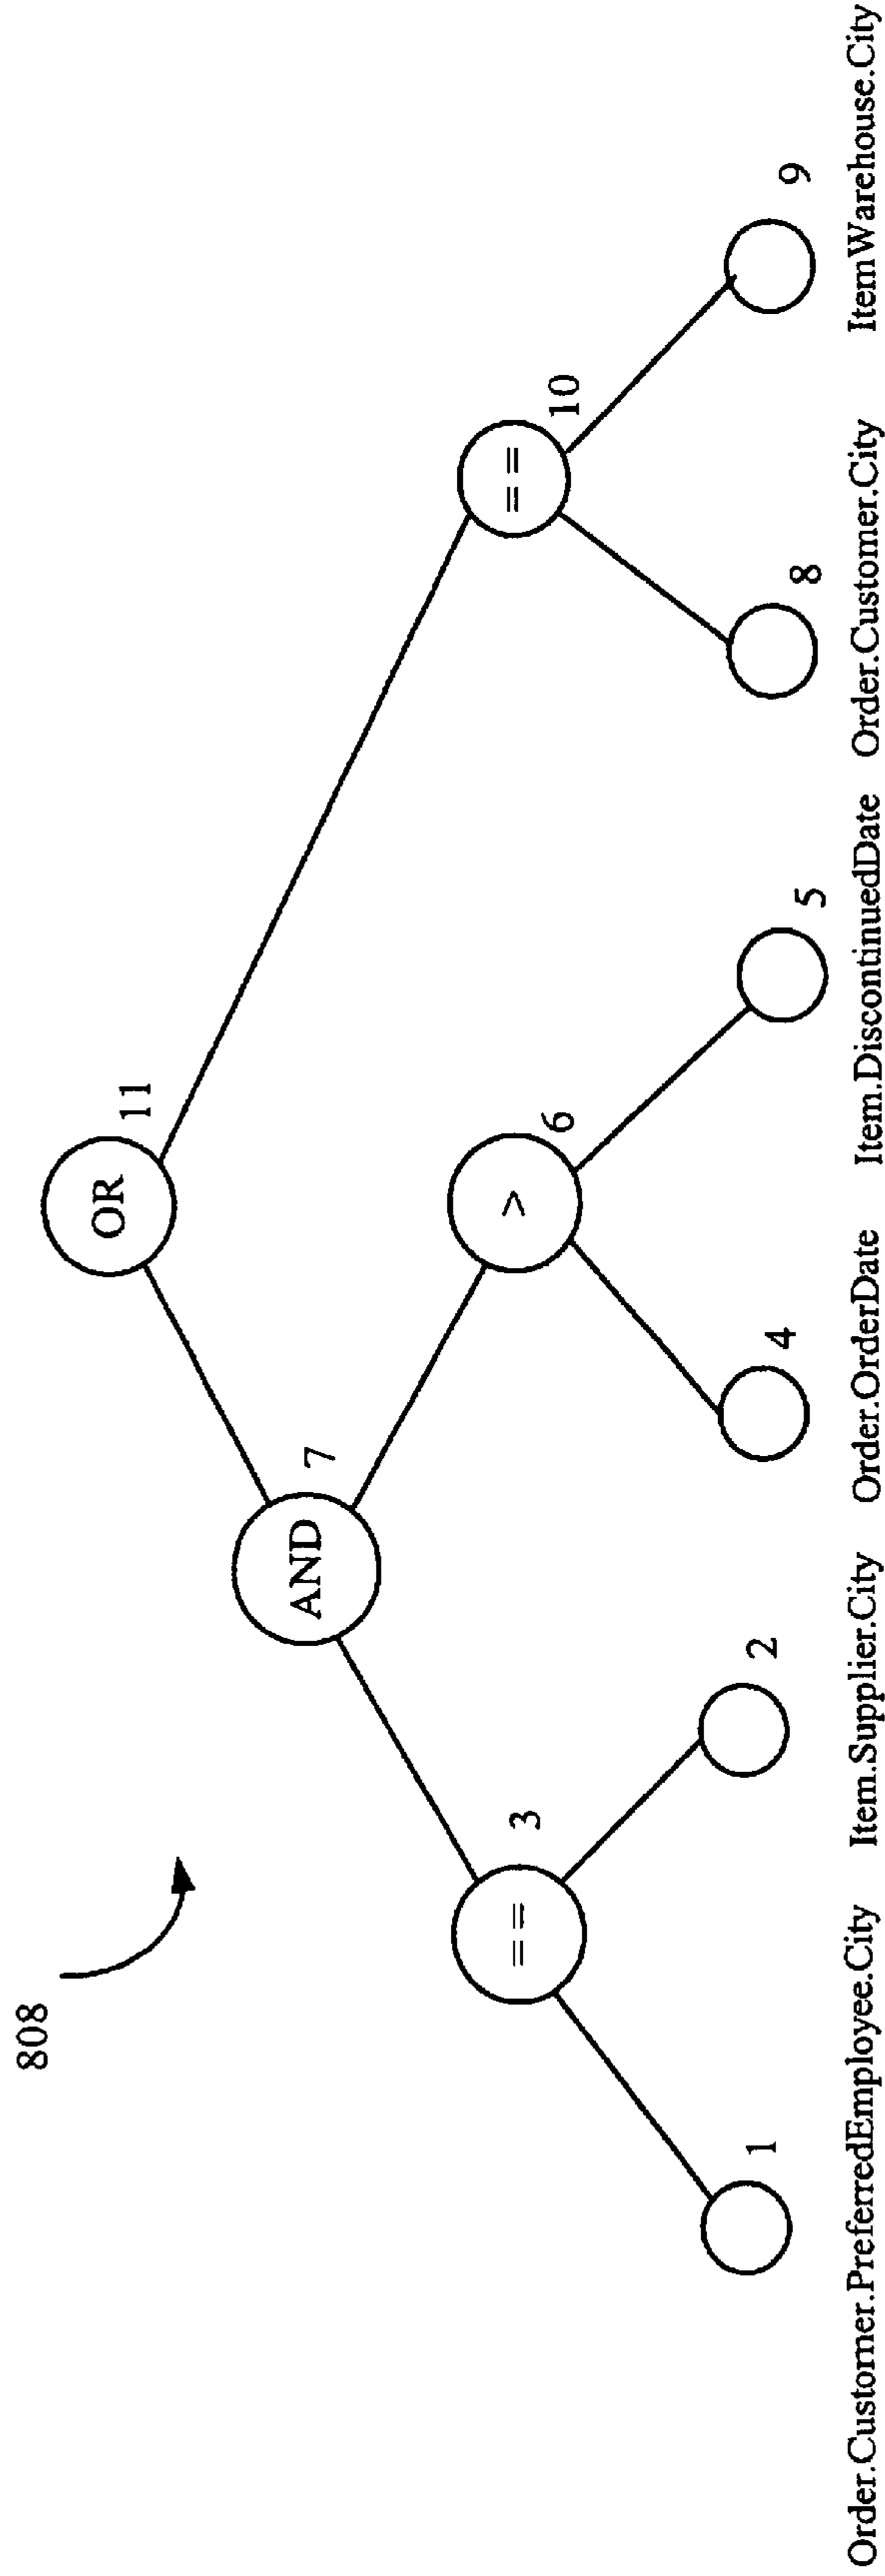 808
OR 11
AND 7
== 3
> 6
== 10
1 2 4 5 8 9
Order.Customer.PreferredEmployee.City Item.Supplier.City Order.OrderDate Item.DiscontinuedDate Order.Customer.City ItemWarehouse.City